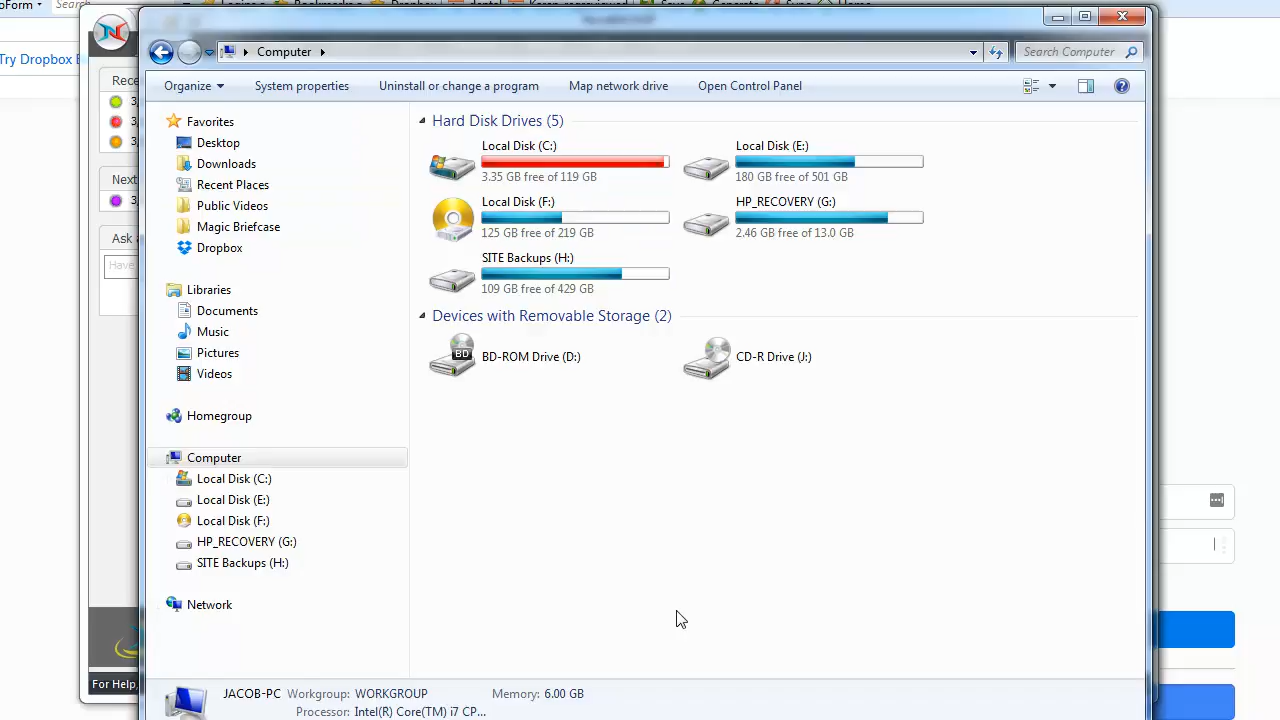 Try Dropbox
Computer
Search Computer
Organize
System properties
Uninstall or change a program
Map network drive
Open Control Panel
Favorites
Desktop
Downloads
Recent Places
Public Videos
Magic Briefcase
Dropbox
Libraries
Documents
Music
Pictures
Videos
Homegroup
Computer
Local Disk (C:)
Local Disk (E:)
Local Disk (F:)
HP_RECOVERY (G:)
SITE Backups (H:)
Network
Hard Disk Drives (5)
Local Disk (C:)
3.35 GB free of 119 GB
Local Disk (E:)
180 GB free of 501 GB
Local Disk (F:)
125 GB free of 219 GB
HP_RECOVERY (G:)
2.46 GB free of 13.0 GB
SITE Backups (H:)
109 GB free of 429 GB
Devices with Removable Storage (2)
BD-ROM Drive (D:)
BD
CD-R Drive (J:)
Rece
Next
Ask
For Help,
JACOB-PC Workgroup: WORKGROUP Memory: 6.00 GB
Processor: Intel(R) Core(TM) i7 CP...